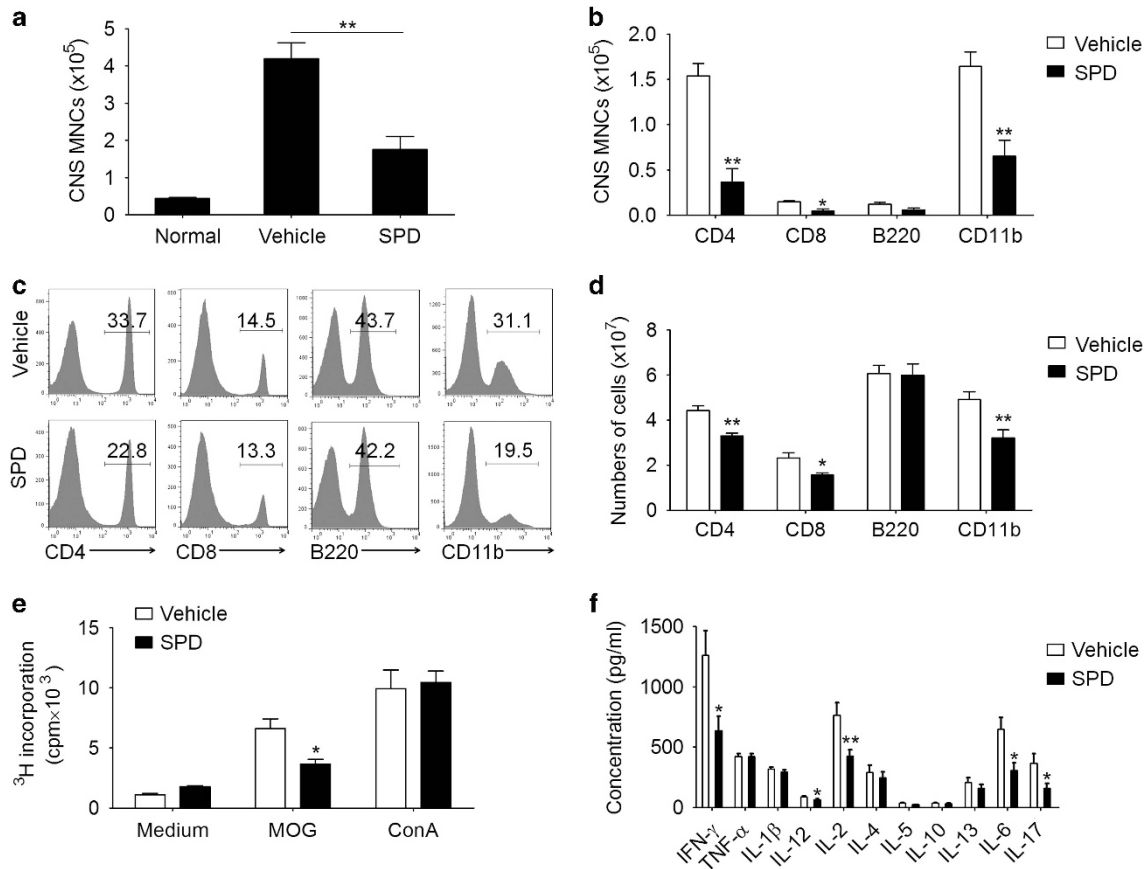 a
CNS MNCs (x10⁵)
5
4
3
2
1
0
**
Normal Vehicle SPD
b
CNS MNCs (x10⁵)
2.0
1.5
1.0
0.5
0.0
Vehicle
SPD
** * **
CD4 CD8 B220 CD11b
c
Vehicle
33.7 14.5 43.7 31.1
SPD
22.8 13.3 42.2 19.5
CD4 CD8 B220 CD11b
d
Numbers of cells (x10⁷)
8
6
4
2
0
Vehicle
SPD
** * **
CD4 CD8 B220 CD11b
e
³H incorporation
(cpm×10³)
15
10
5
0
Vehicle
SPD
*
Medium MOG ConA
f
Concentration (pg/ml)
1500
1000
500
0
Vehicle
SPD
* * ** * *
IFN-γ TNF-α IL-1β IL-12 IL-2 IL-4 IL-5 IL-10 IL-13 IL-6 IL-17